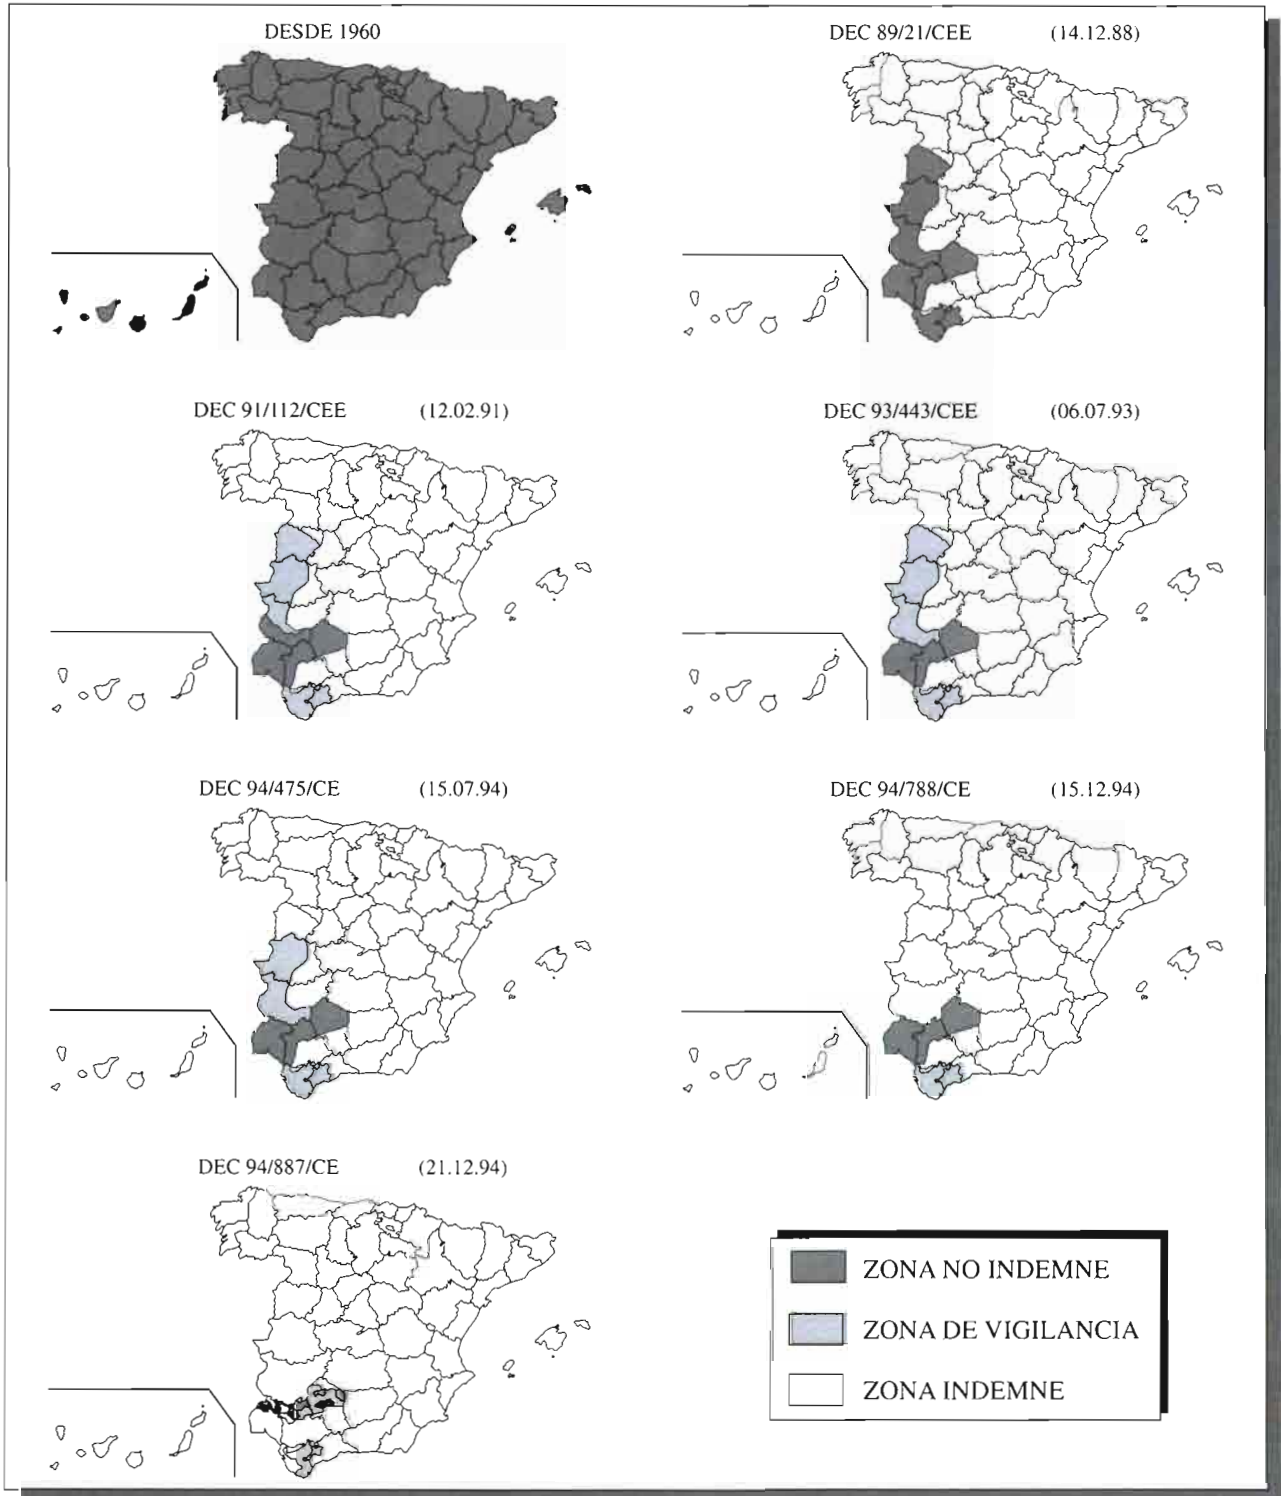 DESDE 1960
DEC 89/21/CEE (14.12.88)
DEC 91/112/CEE (12.02.91)
DEC 93/443/CEE (06.07.93)
DEC 94/475/CE (15.07.94)
DEC 94/788/CE (15.12.94)
DEC 94/887/CE (21.12.94)
ZONA NO INDEMNE
ZONA DE VIGILANCIA
ZONA INDEMNE